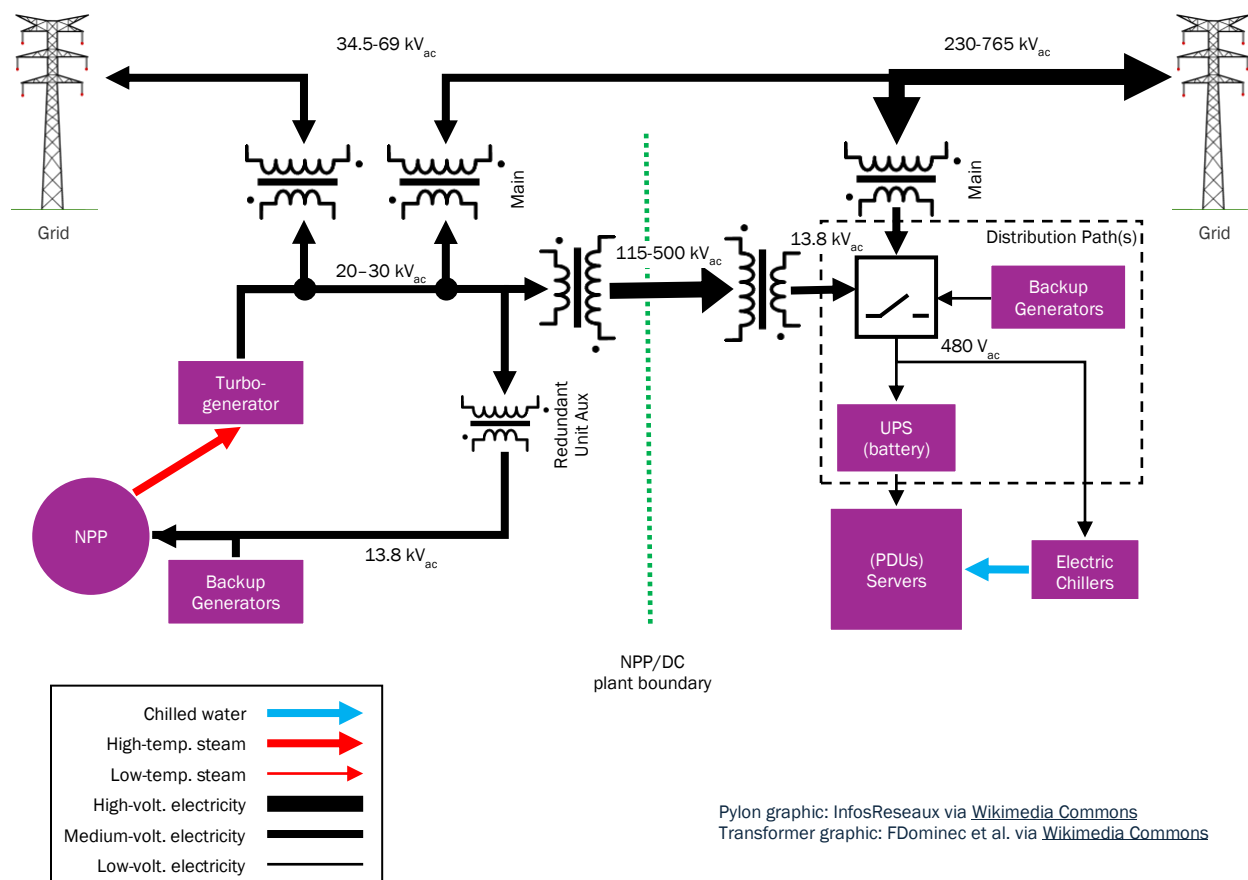 34.5-69 kVac
230-765 kVac
Main
Main
Grid
Grid
Distribution Path(s)
115-500 kVac
13.8 kVac
20–30 kVac
Backup
Generators
480 Vac
Turbo-
generator
Redundant
Unit Aux
UPS
(battery)
NPP
13.8 kVac
(PDUs)
Servers
Electric
Chillers
Backup
Generators
NPP/DC
plant boundary
Chilled water
High-temp. steam
Low-temp. steam
High-volt. electricity
Medium-volt. electricity
Low-volt. electricity
Pylon graphic: InfosReseaux via Wikimedia Commons
Transformer graphic: FDominec et al. via Wikimedia Commons